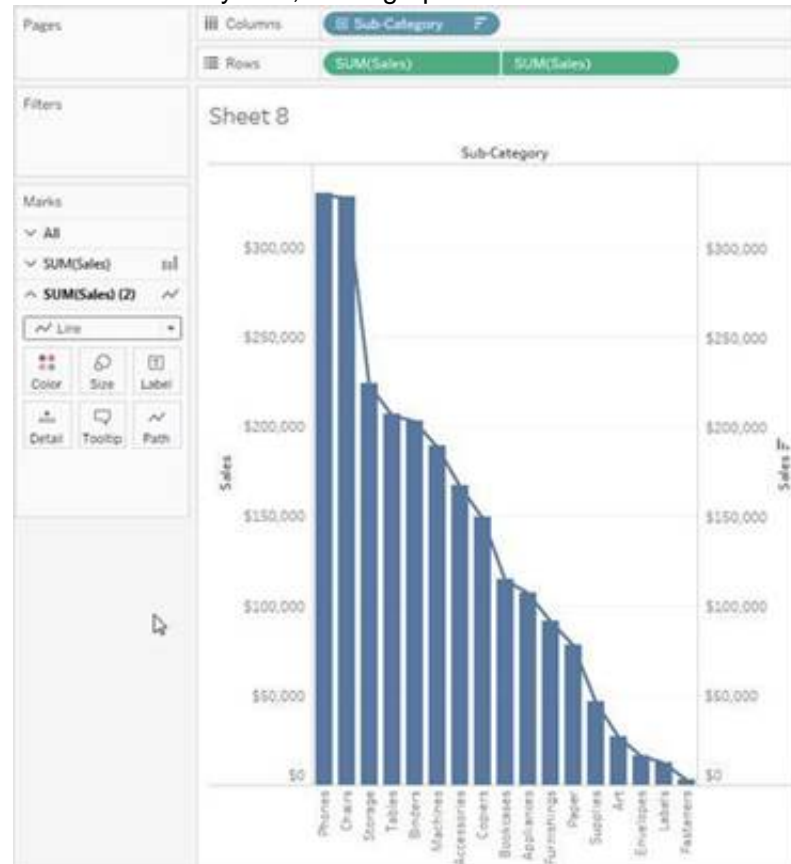 Pages
Columns
Sub-Category
Rows
SUM(Sales)
SUM(Sales)
Filters
Sheet 8
Sub-Category
Marks
All
SUM(Sales)
SUM(Sales) (2)
Line
Color
Size
Label
Detail
Tooltip
Path
Sales
$300,000
$250,000
$200,000
$150,000
$100,000
$50,000
$0
$300,000
$250,000
$200,000
$150,000
$100,000
$50,000
$0
Sales
Phones
Chairs
Storage
Tables
Binders
Machines
Accessories
Copiers
Bookcases
Appliances
Furnishings
Paper
Supplies
Art
Envelopes
Labels
Fasteners